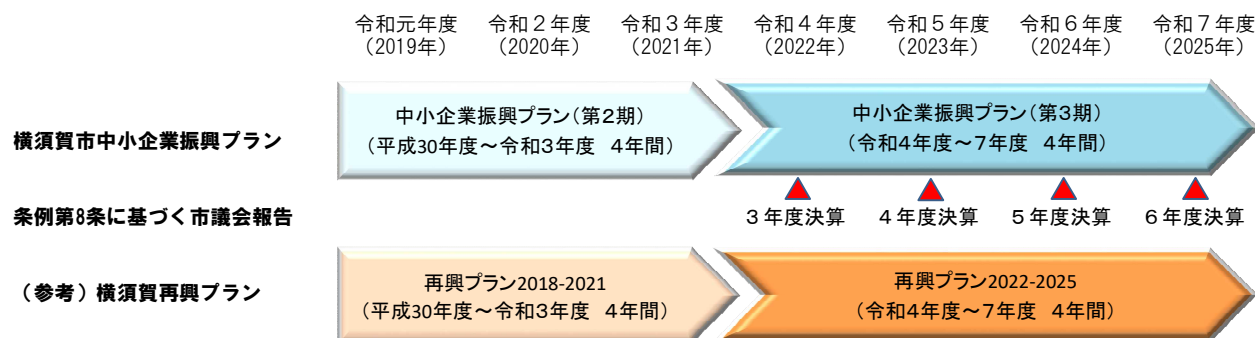 令和元年度 令和２年度 令和３年度 令和４年度 令和５年度 令和６年度 令和７年度
（2019年） （2020年） （2021年） （2022年） （2023年） （2024年） （2025年）
横須賀市中小企業振興プラン
中小企業振興プラン（第２期）
（平成30年度～令和３年度　４年間）
中小企業振興プラン（第３期）
（令和４年度～７年度　４年間）
条例第8条に基づく市議会報告
３年度決算 ４年度決算 ５年度決算 ６年度決算
（参考）横須賀再興プラン
再興プラン2018-2021
（平成30年度～令和３年度　４年間）
再興プラン2022-2025
（令和４年度～７年度　４年間）